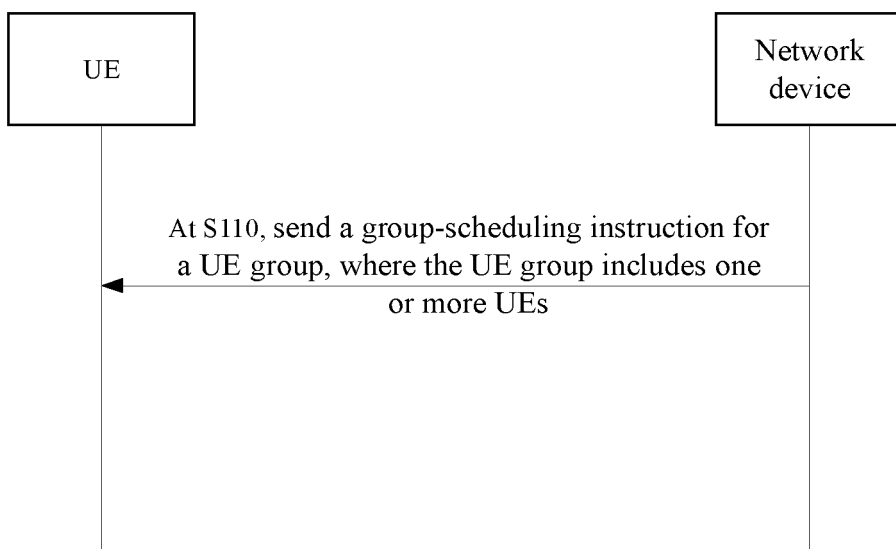 UE
Network
device
At S110, send a group-scheduling instruction for
a UE group, where the UE group includes one
or more UEs